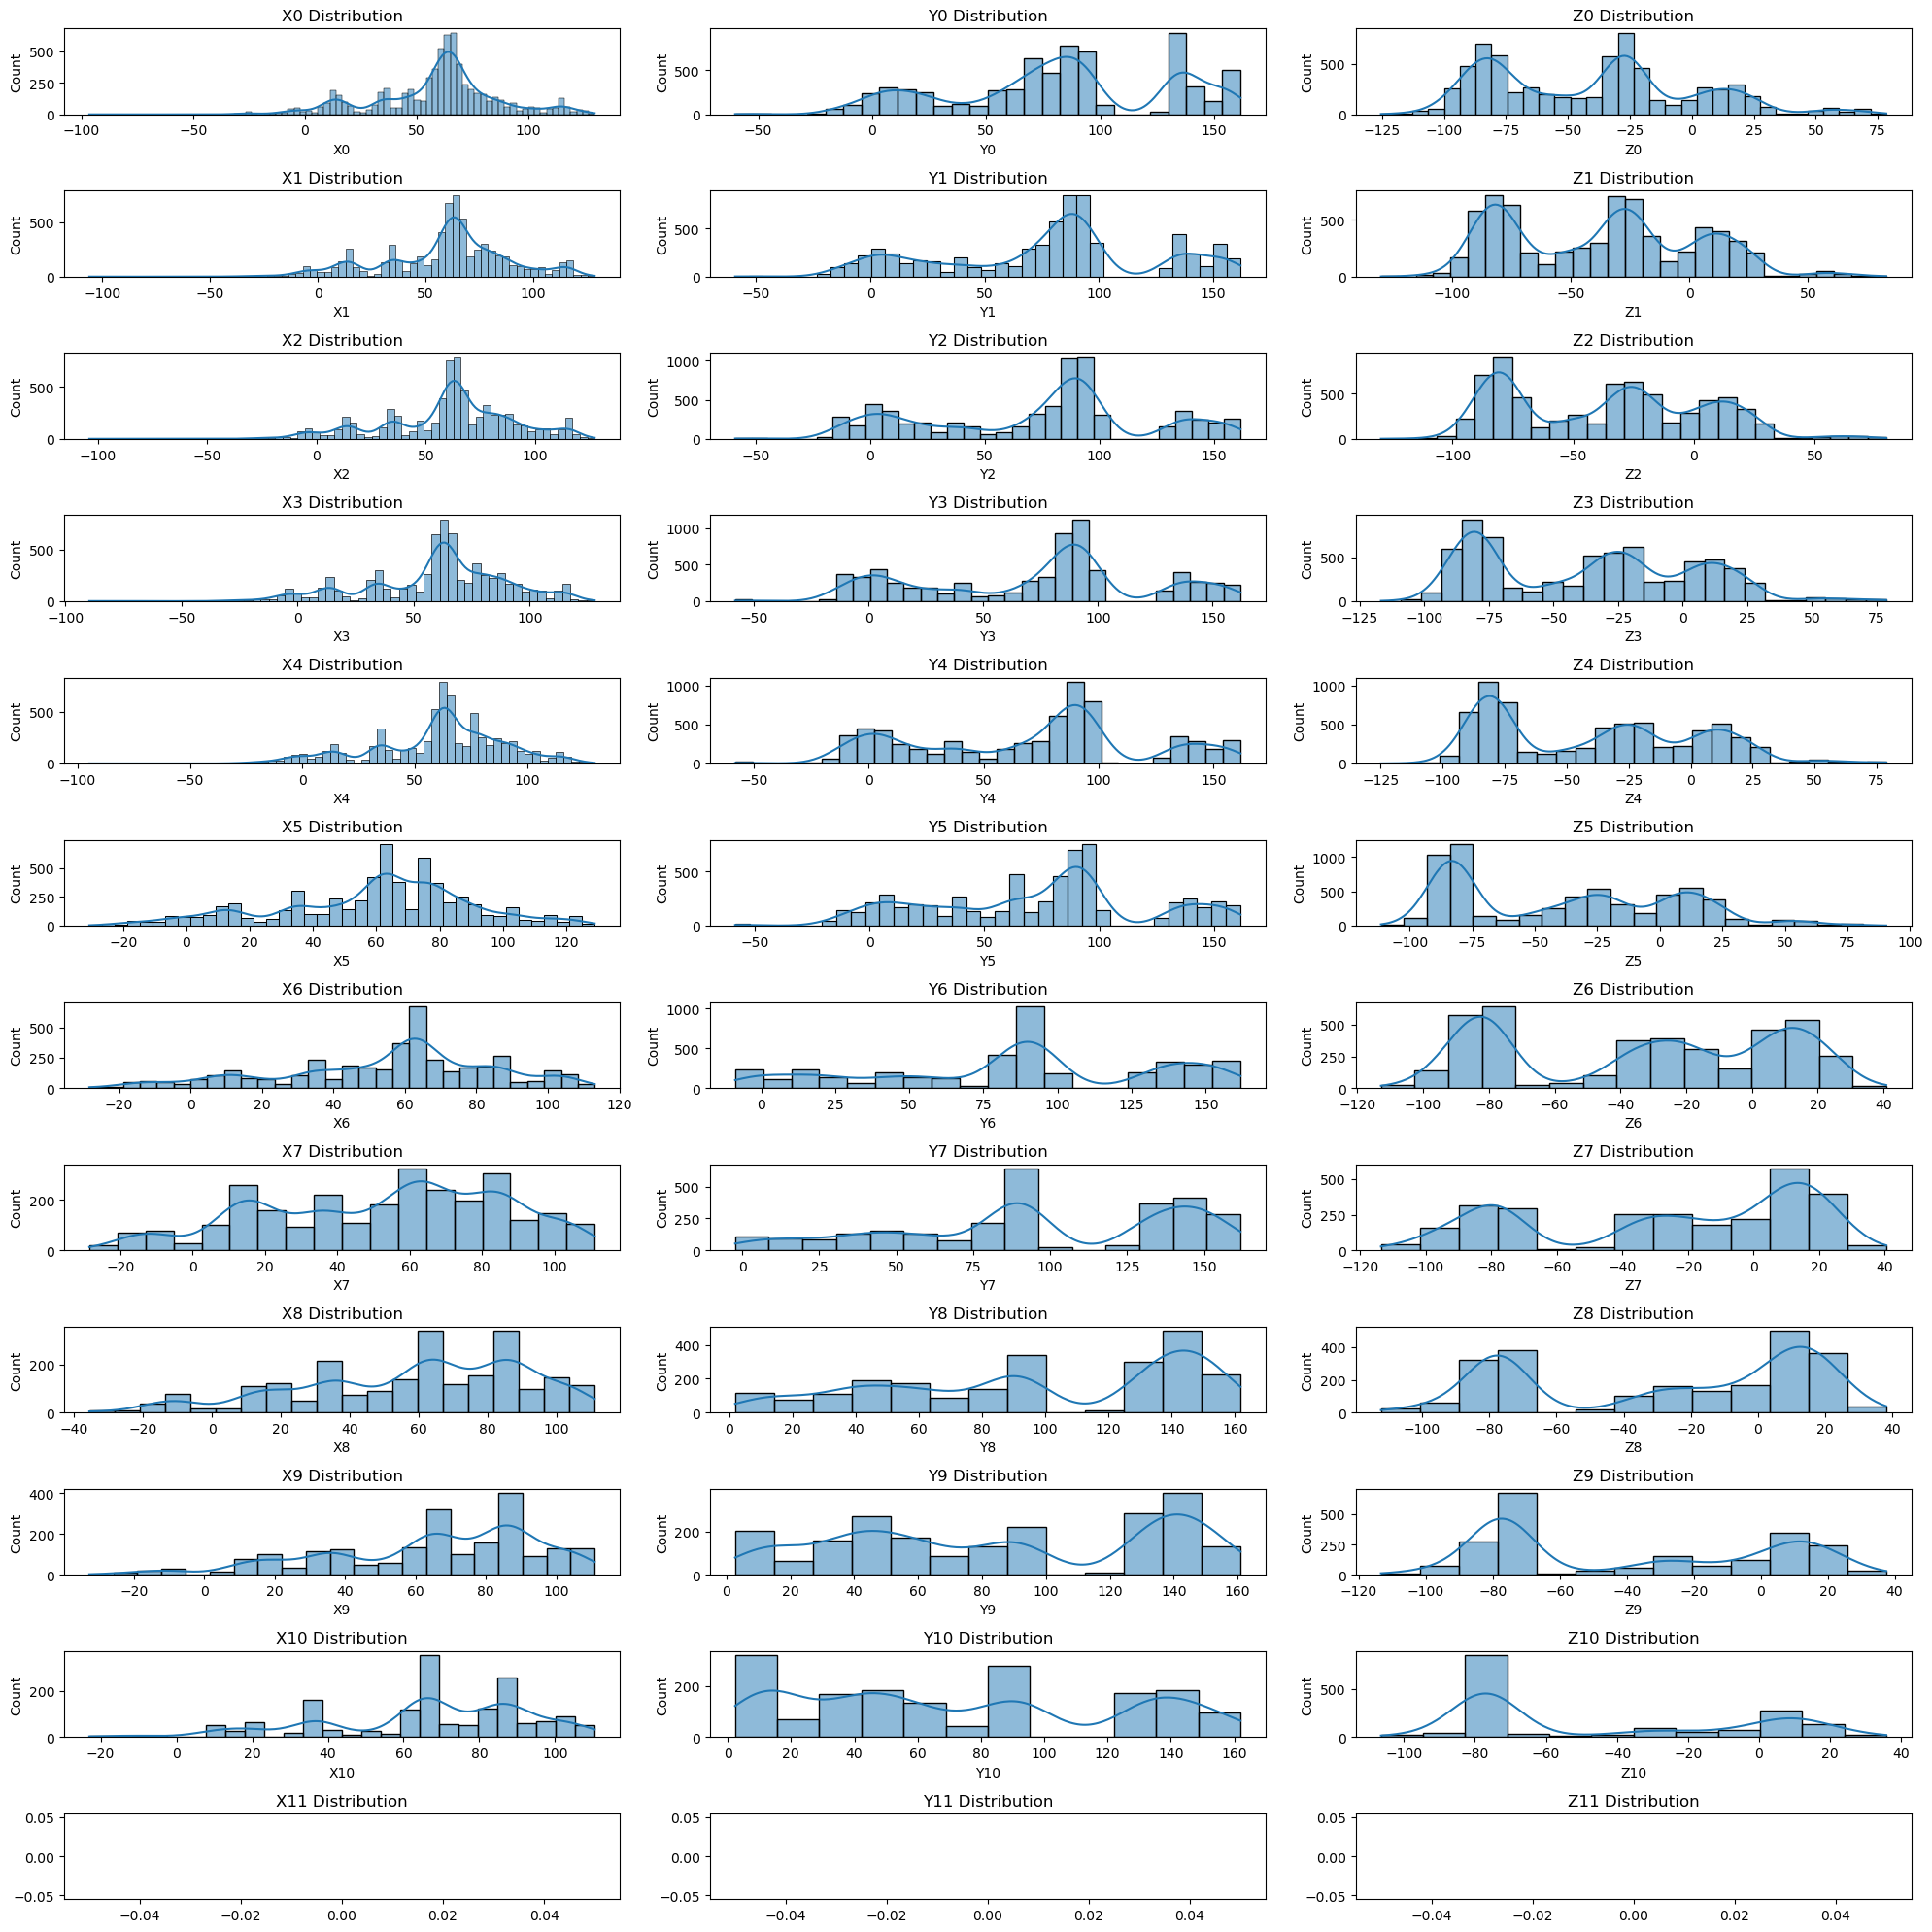 X0 Distribution Y0 Distribution Z0 Distribution
500
250
0
Count
−100 −50 0 50 100
X0
500
0
Count
−50 0 50 100 150
Y0
500
0
Count
−125 −100 −75 −50 −25 0 25 50 75
Z0
X1 Distribution Y1 Distribution Z1 Distribution
500
0
Count
−100 −50 0 50 100
X1
500
0
Count
−50 0 50 100 150
Y1
500
0
Count
−100 −50 0 50
Z1
X2 Distribution Y2 Distribution Z2 Distribution
500
0
Count
−100 −50 0 50 100
X2
1000
500
0
Count
−50 0 50 100 150
Y2
500
0
Count
−100 −50 0 50
Z2
X3 Distribution Y3 Distribution Z3 Distribution
500
0
Count
−100 −50 0 50 100
X3
1000
500
0
Count
−50 0 50 100 150
Y3
500
0
Count
−125 −100 −75 −50 −25 0 25 50 75
Z3
X4 Distribution Y4 Distribution Z4 Distribution
500
0
Count
−100 −50 0 50 100
X4
1000
500
0
Count
−50 0 50 100 150
Y4
1000
500
0
Count
−125 −100 −75 −50 −25 0 25 50 75
Z4
X5 Distribution Y5 Distribution Z5 Distribution
500
250
0
Count
−20 0 20 40 60 80 100 120
X5
500
0
Count
−50 0 50 100 150
Y5
1000
500
0
Count
−100 −75 −50 −25 0 25 50 75 100
Z5
X6 Distribution Y6 Distribution Z6 Distribution
500
250
0
Count
−20 0 20 40 60 80 100 120
X6
1000
500
0
Count
0 25 50 75 100 125 150
Y6
500
250
0
Count
−120 −100 −80 −60 −40 −20 0 20 40
Z6
X7 Distribution Y7 Distribution Z7 Distribution
200
0
Count
−20 0 20 40 60 80 100
X7
500
250
0
Count
0 25 50 75 100 125 150
Y7
500
250
0
Count
−120 −100 −80 −60 −40 −20 0 20 40
Z7
X8 Distribution Y8 Distribution Z8 Distribution
200
0
Count
−40 −20 0 20 40 60 80 100
X8
400
200
0
Count
0 20 40 60 80 100 120 140 160
Y8
400
200
0
Count
−100 −80 −60 −40 −20 0 20 40
Z8
X9 Distribution Y9 Distribution Z9 Distribution
400
200
0
Count
−20 0 20 40 60 80 100
X9
200
0
Count
0 20 40 60 80 100 120 140 160
Y9
500
250
0
Count
−120 −100 −80 −60 −40 −20 0 20 40
Z9
X10 Distribution Y10 Distribution Z10 Distribution
200
0
Count
−20 0 20 40 60 80 100
X10
200
0
Count
0 20 40 60 80 100 120 140 160
Y10
500
0
Count
−100 −80 −60 −40 −20 0 20 40
Z10
X11 Distribution Y11 Distribution Z11 Distribution
0.05
0.00
−0.05
−0.04 −0.02 0.00 0.02 0.04
0.05
0.00
−0.05
−0.04 −0.02 0.00 0.02 0.04
0.05
0.00
−0.05
−0.04 −0.02 0.00 0.02 0.04